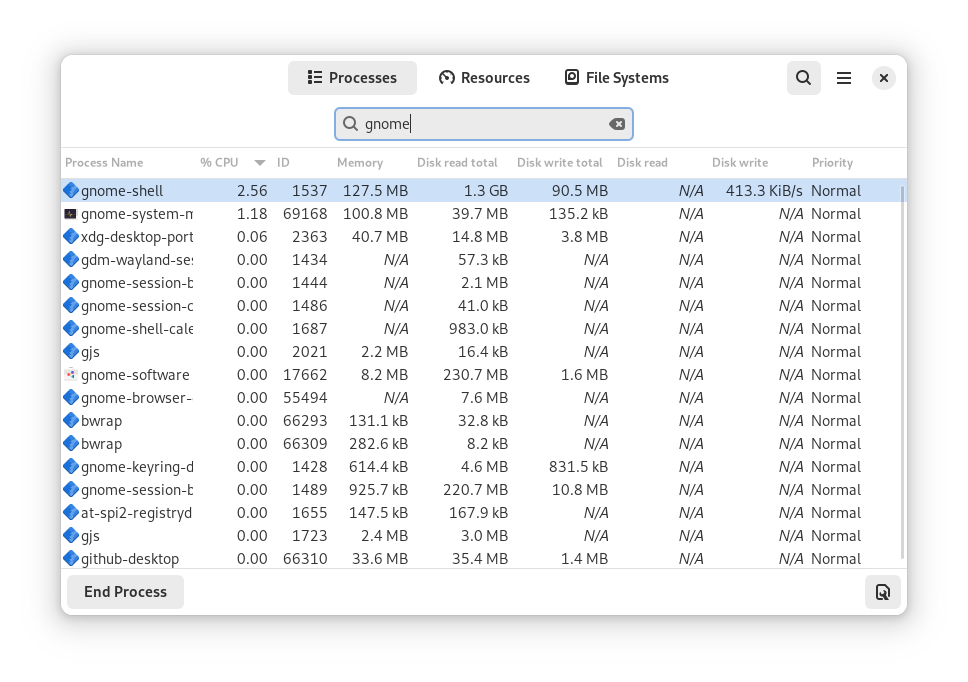 Processes Resources File Systems
gnome
Process Name % CPU ID Memory Disk read total Disk write total Disk read Disk write Priority
gnome-shell 2.56 1537 127.5 MB 1.3 GB 90.5 MB N/A 413.3 KiB/s Normal
gnome-system-m 1.18 69168 100.8 MB 39.7 MB 135.2 kB N/A N/A Normal
xdg-desktop-port 0.06 2363 40.7 MB 14.8 MB 3.8 MB N/A N/A Normal
gdm-wayland-ses 0.00 1434 N/A 57.3 kB N/A N/A N/A Normal
gnome-session-b 0.00 1444 N/A 2.1 MB N/A N/A N/A Normal
gnome-session-c 0.00 1486 N/A 41.0 kB N/A N/A N/A Normal
gnome-shell-cale 0.00 1687 N/A 983.0 kB N/A N/A N/A Normal
gjs 0.00 2021 2.2 MB 16.4 kB N/A N/A N/A Normal
gnome-software 0.00 17662 8.2 MB 230.7 MB 1.6 MB N/A N/A Normal
gnome-browser- 0.00 55494 N/A 7.6 MB N/A N/A N/A Normal
bwrap 0.00 66293 131.1 kB 32.8 kB N/A N/A N/A Normal
bwrap 0.00 66309 282.6 kB 8.2 kB N/A N/A N/A Normal
gnome-keyring-d 0.00 1428 614.4 kB 4.6 MB 831.5 kB N/A N/A Normal
gnome-session-b 0.00 1489 925.7 kB 220.7 MB 10.8 MB N/A N/A Normal
at-spi2-registryd 0.00 1655 147.5 kB 167.9 kB N/A N/A N/A Normal
gjs 0.00 1723 2.4 MB 3.0 MB N/A N/A N/A Normal
github-desktop 0.00 66310 33.6 MB 35.4 MB 1.4 MB N/A N/A Normal
End Process